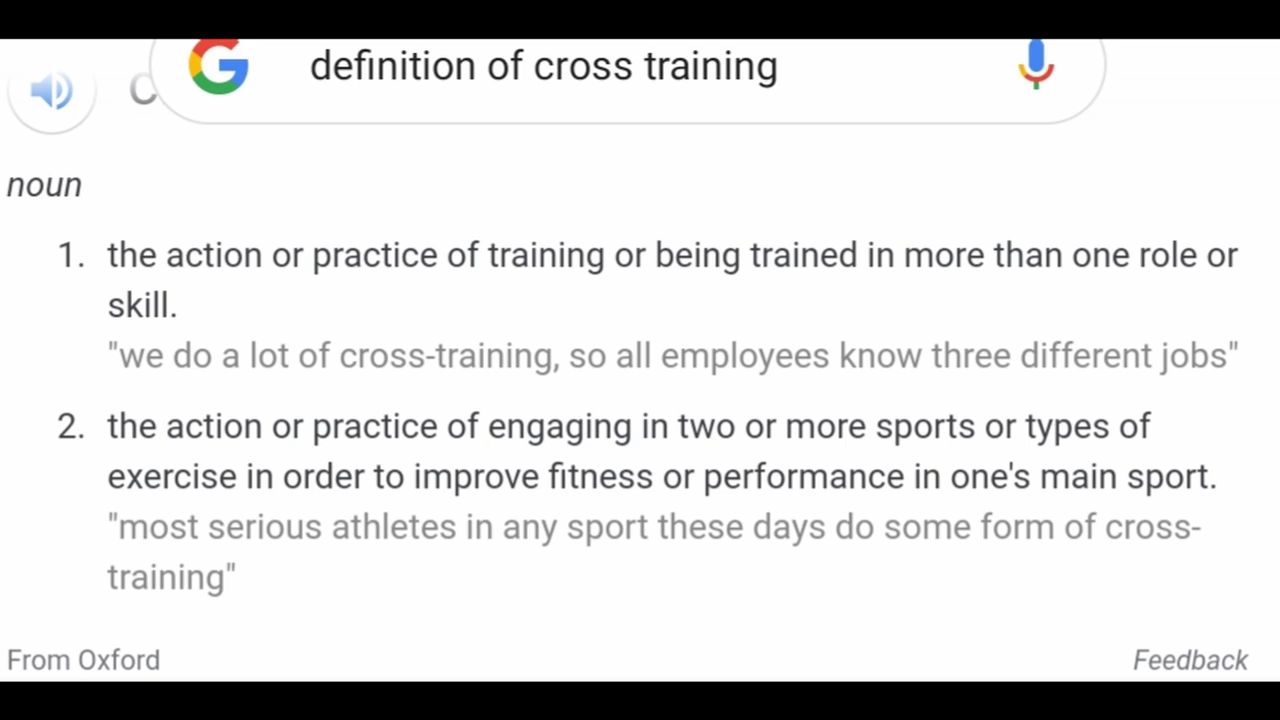 definition of cross training
noun
1. the action or practice of training or being trained in more than one role or
skill.
"we do a lot of cross-training, so all employees know three different jobs"
2. the action or practice of engaging in two or more sports or types of
exercise in order to improve fitness or performance in one's main sport.
"most serious athletes in any sport these days do some form of cross-
training"
From Oxford
Feedback